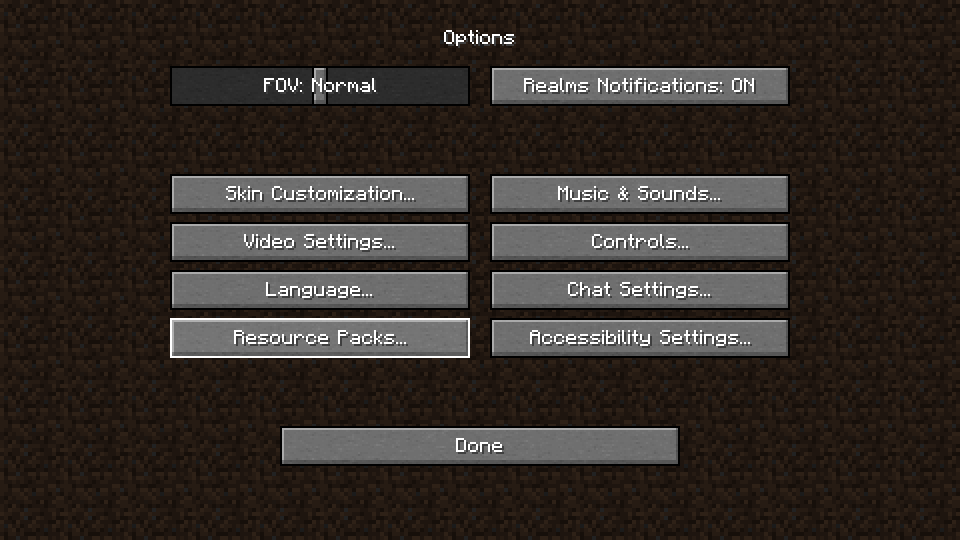 Options
FOV: Normal
Realms Notifications: ON
Skin Customization...
Music & Sounds...
Video Settings...
Controls...
Language...
Chat Settings...
Resource Packs...
Accessibility Settings...
Done